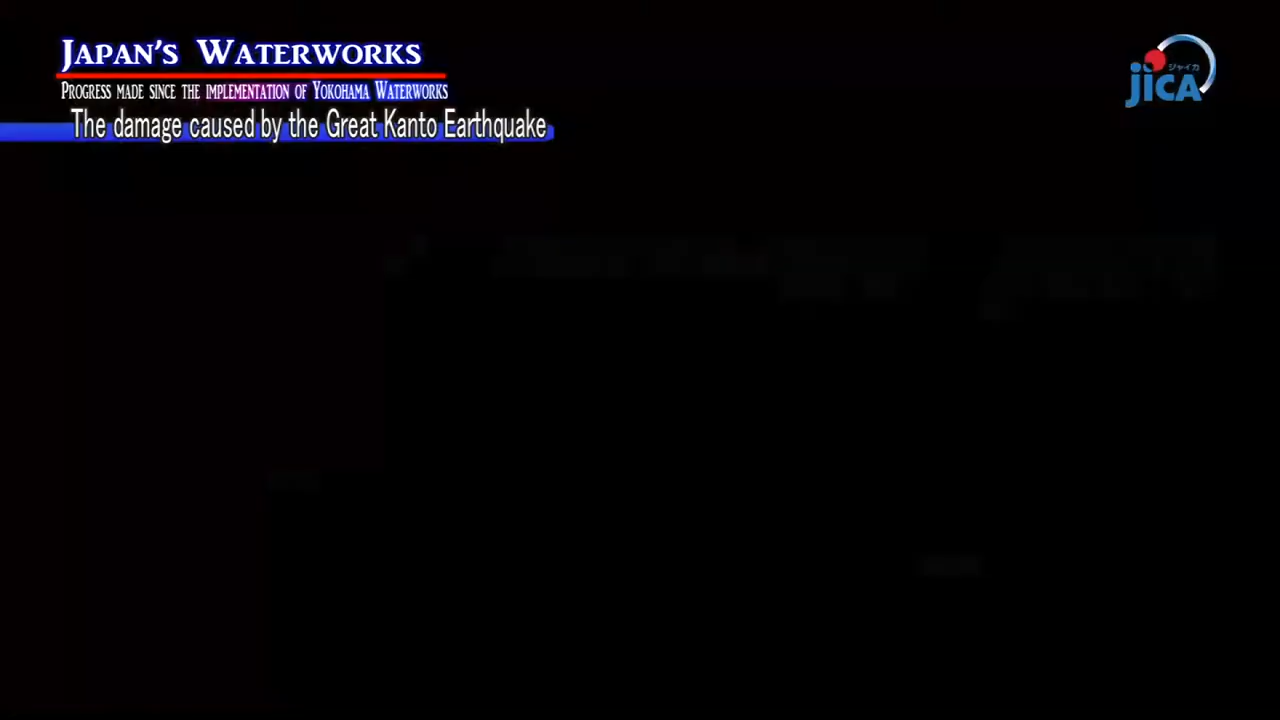 JAPAN'S WATERWORKS
PROGRESS MADE SINCE THE IMPLEMENTATION OF YOKOHAMA WATERWORKS
The damage caused by the Great Kanto Earthquake
ジャイカ
JICA